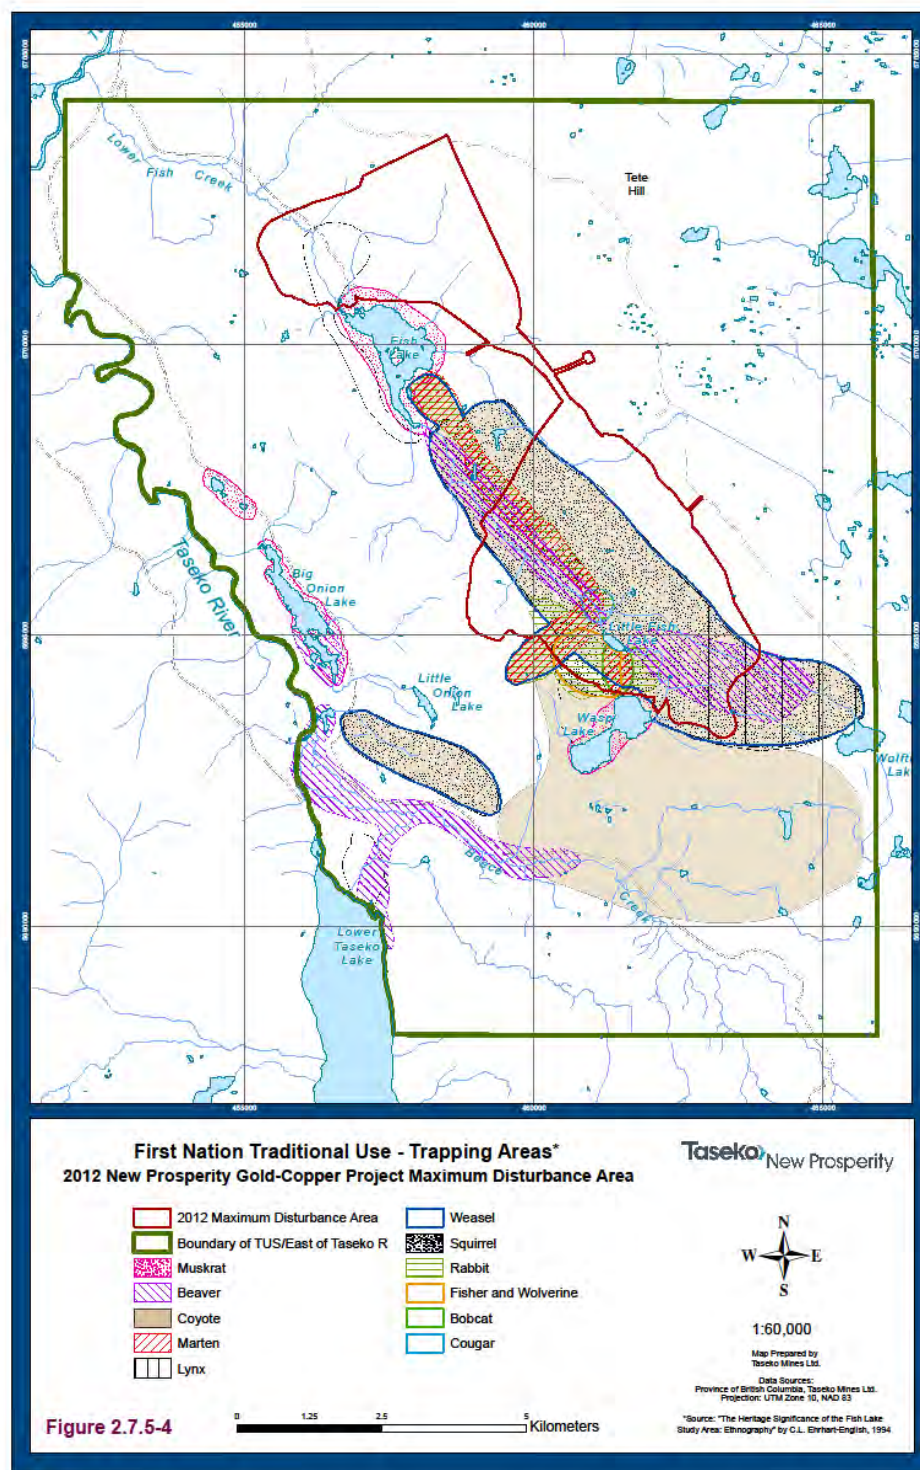 455000
460000
465000
5700000
Lower
Fish Creek
Tete
Hill
Fish
Lake
Taseko River
Big
Onion
Lake
Little Fish
Lake
Little
Onion
Lake
Wasp
Lake
Beece
Creek
Lower
Taseko
Lake
5690000
455000
460000
465000
First Nation Traditional Use - Trapping Areas*
2012 New Prosperity Gold-Copper Project Maximum Disturbance Area
Taseko New Prosperity
2012 Maximum Disturbance Area
Boundary of TUS/East of Taseko R
Muskrat
Beaver
Coyote
Marten
Lynx
Weasel
Squirrel
Rabbit
Fisher and Wolverine
Bobcat
Cougar
N
W E
S
1:60,000
Map Prepared by
Taseko Mines Ltd.
Data Sources:
Province of British Columbia, Taseko Mines Ltd.
Projection: UTM Zone 10, NAD 83
*Source: "The Heritage Significance of the Fish Lake
Study Area: Ethnography" by C.L. Ehrhart-English, 1994
Figure 2.7.5-4
0 1.25 2.5 5
Kilometers